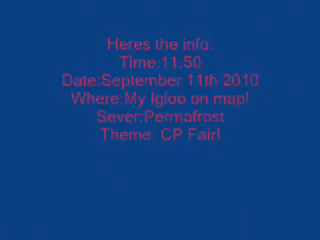 Heres the info:
Time:11:50
Date:September 11th 2010
Where:My Igloo on map!
Sever:Permafrost
Theme: CP Fair!